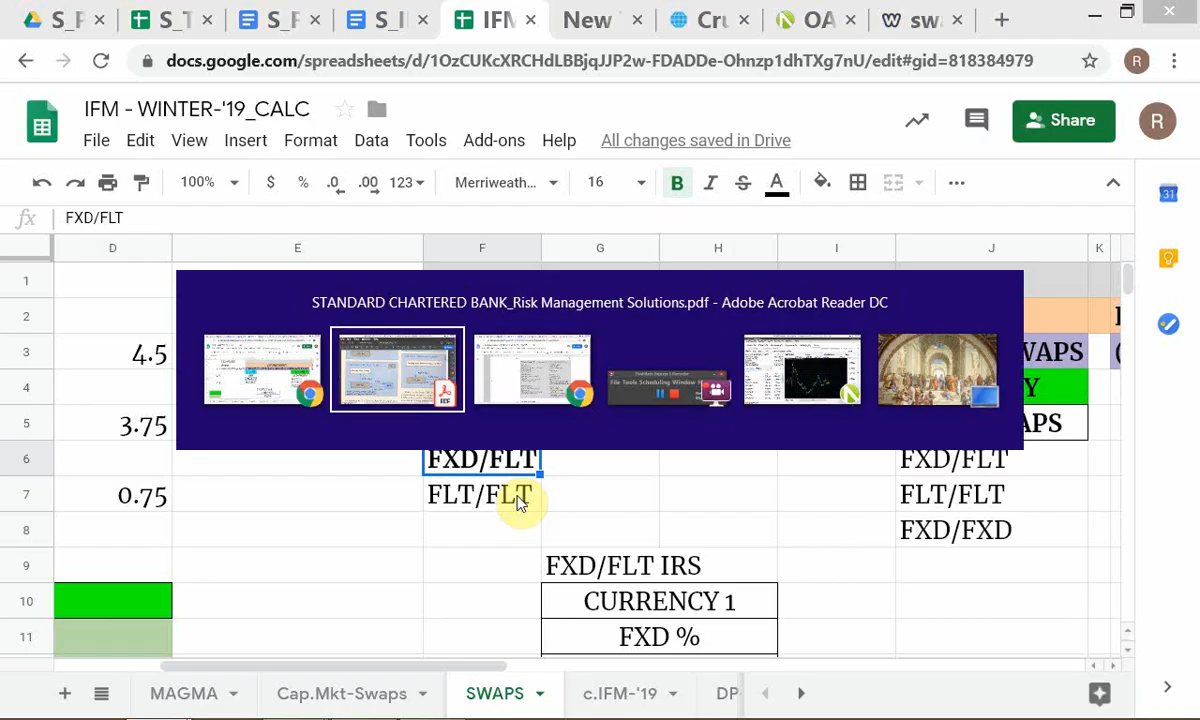 S_F
S_T
S_F
S_I
IFM
New
Cru
OA
swa
docs.google.com/spreadsheets/d/1OzCUKcXRCHdLBBjqJJP2w-FDADDe-Ohnzp1dhTXg7nU/edit#gid=818384979
R
IFM - WINTER-'19_CALC
File Edit View Insert Format Data Tools Add-ons Help All changes saved in Drive
Share
R
100% $ % .0 .00 123 Merriweath... 16 B I S A
31
fx FXD/FLT
D E F G H I J K
1
STANDARD CHARTERED BANK_Risk Management Solutions.pdf - Adobe Acrobat Reader DC
2
3 4.5 WAPS (
4 Y
5 3.75 APS
6 FXD/FLT FXD/FLT
7 0.75 FLT/FLT FLT/FLT
8 FXD/FXD
9 FXD/FLT IRS
10 CURRENCY 1
11 FXD %
MAGMA Cap.Mkt-Swaps SWAPS c.IFM-'19 DP